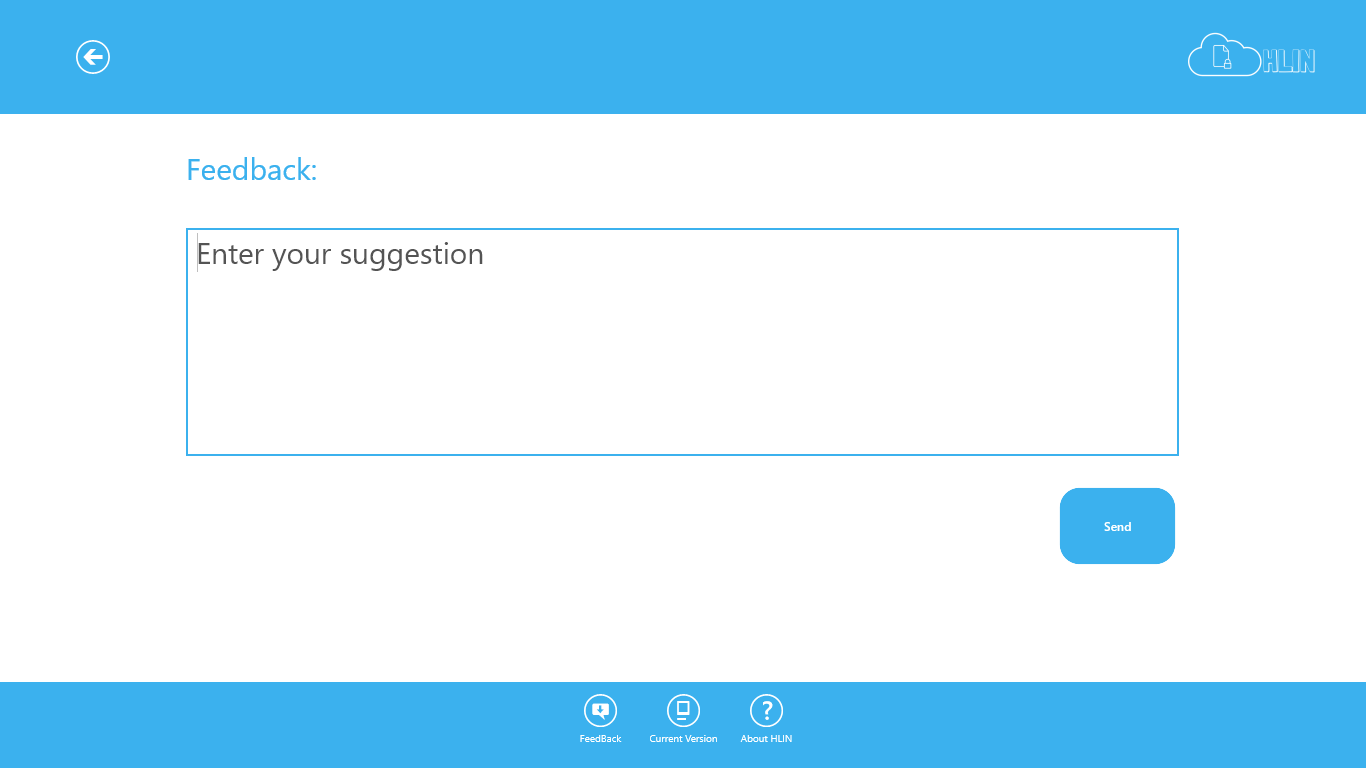 HLIN
Feedback:
Enter your suggestion
Send
FeedBack
Current Version
About HLIN